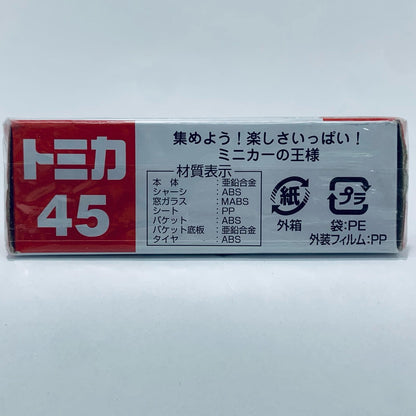 トミカ
45
集めよう!楽しさいっぱい!
ミニカーの王様
材質表示
本体:亜鉛合金
シャーシ:ABS
窓ガラス:MABS
シート:PP
バケット:ABS
バケット底板:亜鉛合金
タイヤ:ABS
紙
外箱
プラ
袋:PE
外装フィルム:PP